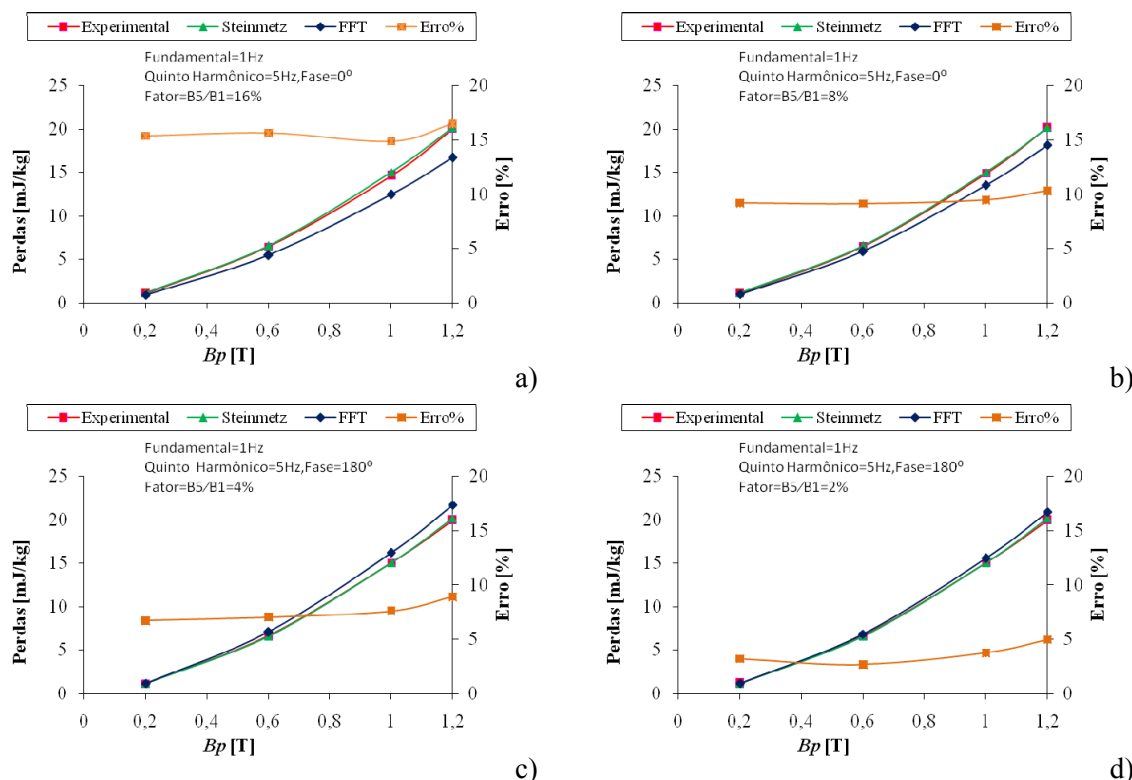 Experimental Steinmetz FFT Erro%
Fundamental=1Hz
Quinto Harmônico=5Hz,Fase=0º
Fator=B5/B1=16%
Perdas [mJ/kg]
25
20
15
10
5
0
Erro [%]
20
15
10
5
0
0 0,2 0,4 0,6 0,8 1 1,2
Bp [T]
a)
Experimental Steinmetz FFT Erro%
Fundamental=1Hz
Quinto Harmônico=5Hz,Fase=0º
Fator=B5/B1=8%
Perdas [mJ/kg]
25
20
15
10
5
0
Erro [%]
20
15
10
5
0
0 0,2 0,4 0,6 0,8 1 1,2
Bp [T]
b)
Experimental Steinmetz FFT Erro%
Fundamental=1Hz
Quinto Harmônico=5Hz,Fase=180º
Fator=B5/B1=4%
Perdas [mJ/kg]
25
20
15
10
5
0
Erro [%]
20
15
10
5
0
0 0,2 0,4 0,6 0,8 1 1,2
Bp [T]
c)
Experimental Steinmetz FFT Erro%
Fundamental=1Hz
Quinto Harmônico=5Hz,Fase=180º
Fator=B5/B1=2%
Perdas [mJ/kg]
25
20
15
10
5
0
Erro [%]
20
15
10
5
0
0 0,2 0,4 0,6 0,8 1 1,2
Bp [T]
d)